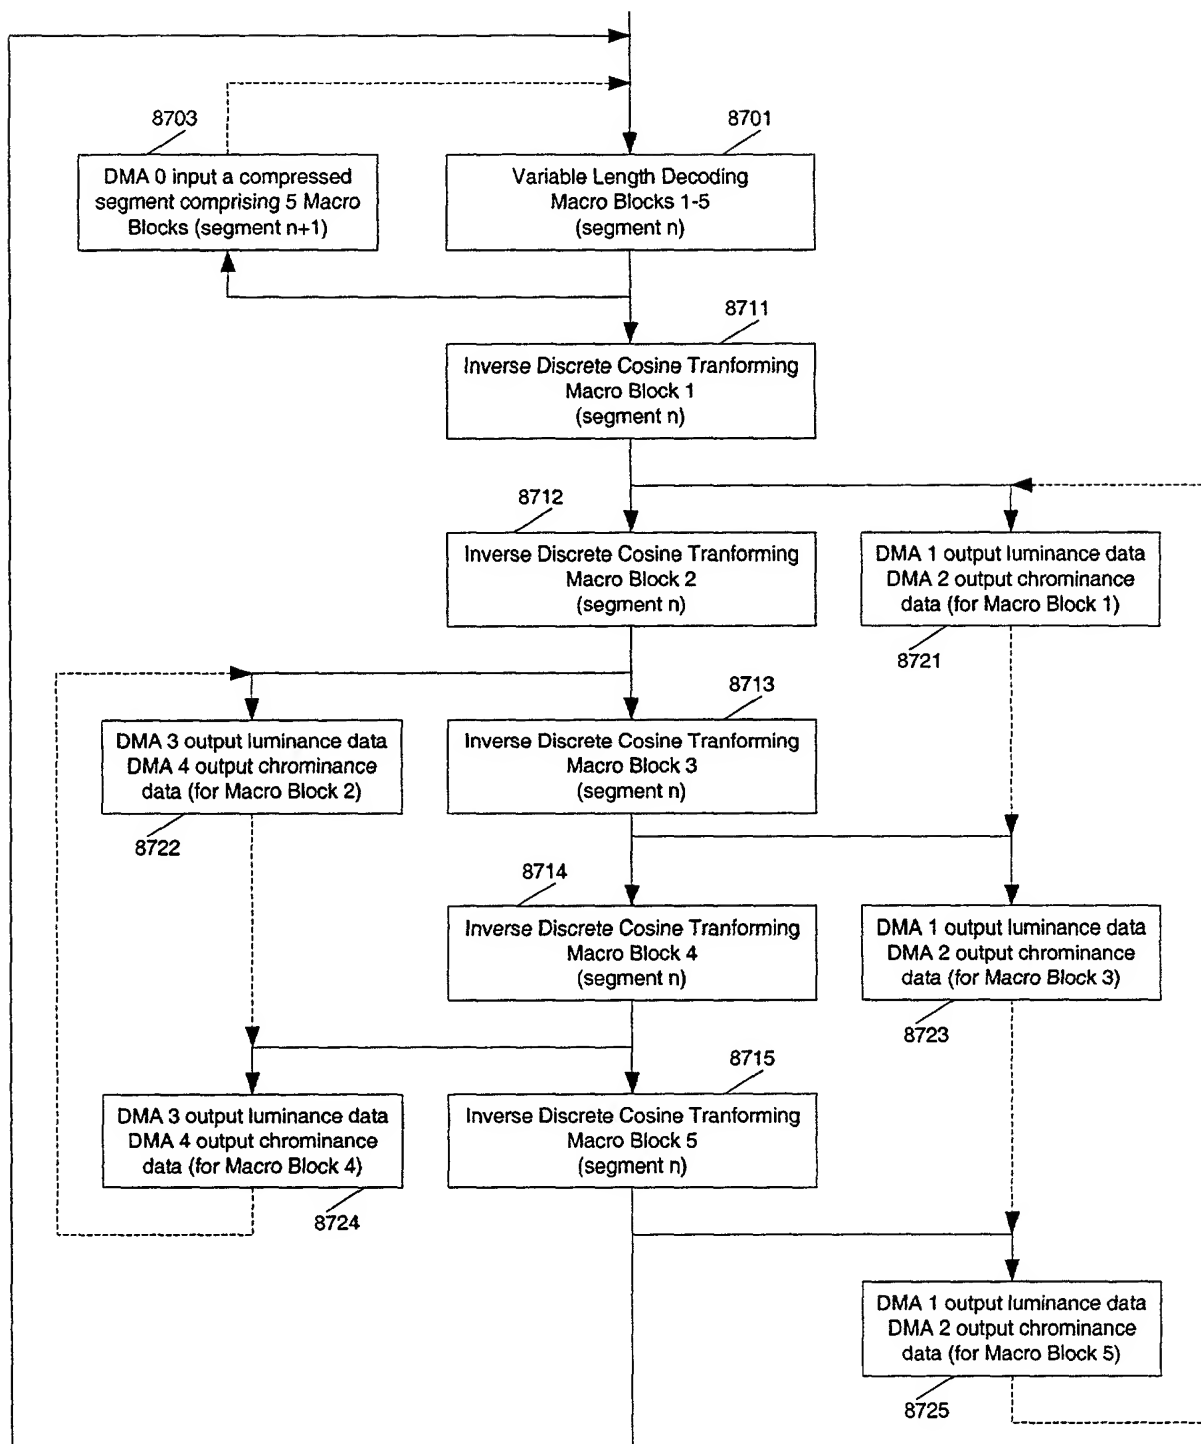 8703
8701
DMA 0 input a compressed
segment comprising 5 Macro
Blocks (segment n+1)
Variable Length Decoding
Macro Blocks 1-5
(segment n)
8711
Inverse Discrete Cosine Tranforming
Macro Block 1
(segment n)
8712
Inverse Discrete Cosine Tranforming
Macro Block 2
(segment n)
DMA 1 output luminance data
DMA 2 output chrominance
data (for Macro Block 1)
8721
8713
DMA 3 output luminance data
DMA 4 output chrominance
data (for Macro Block 2)
8722
Inverse Discrete Cosine Tranforming
Macro Block 3
(segment n)
8714
Inverse Discrete Cosine Tranforming
Macro Block 4
(segment n)
DMA 1 output luminance data
DMA 2 output chrominance
data (for Macro Block 3)
8723
8715
DMA 3 output luminance data
DMA 4 output chrominance
data (for Macro Block 4)
8724
Inverse Discrete Cosine Tranforming
Macro Block 5
(segment n)
DMA 1 output luminance data
DMA 2 output chrominance
data (for Macro Block 5)
8725